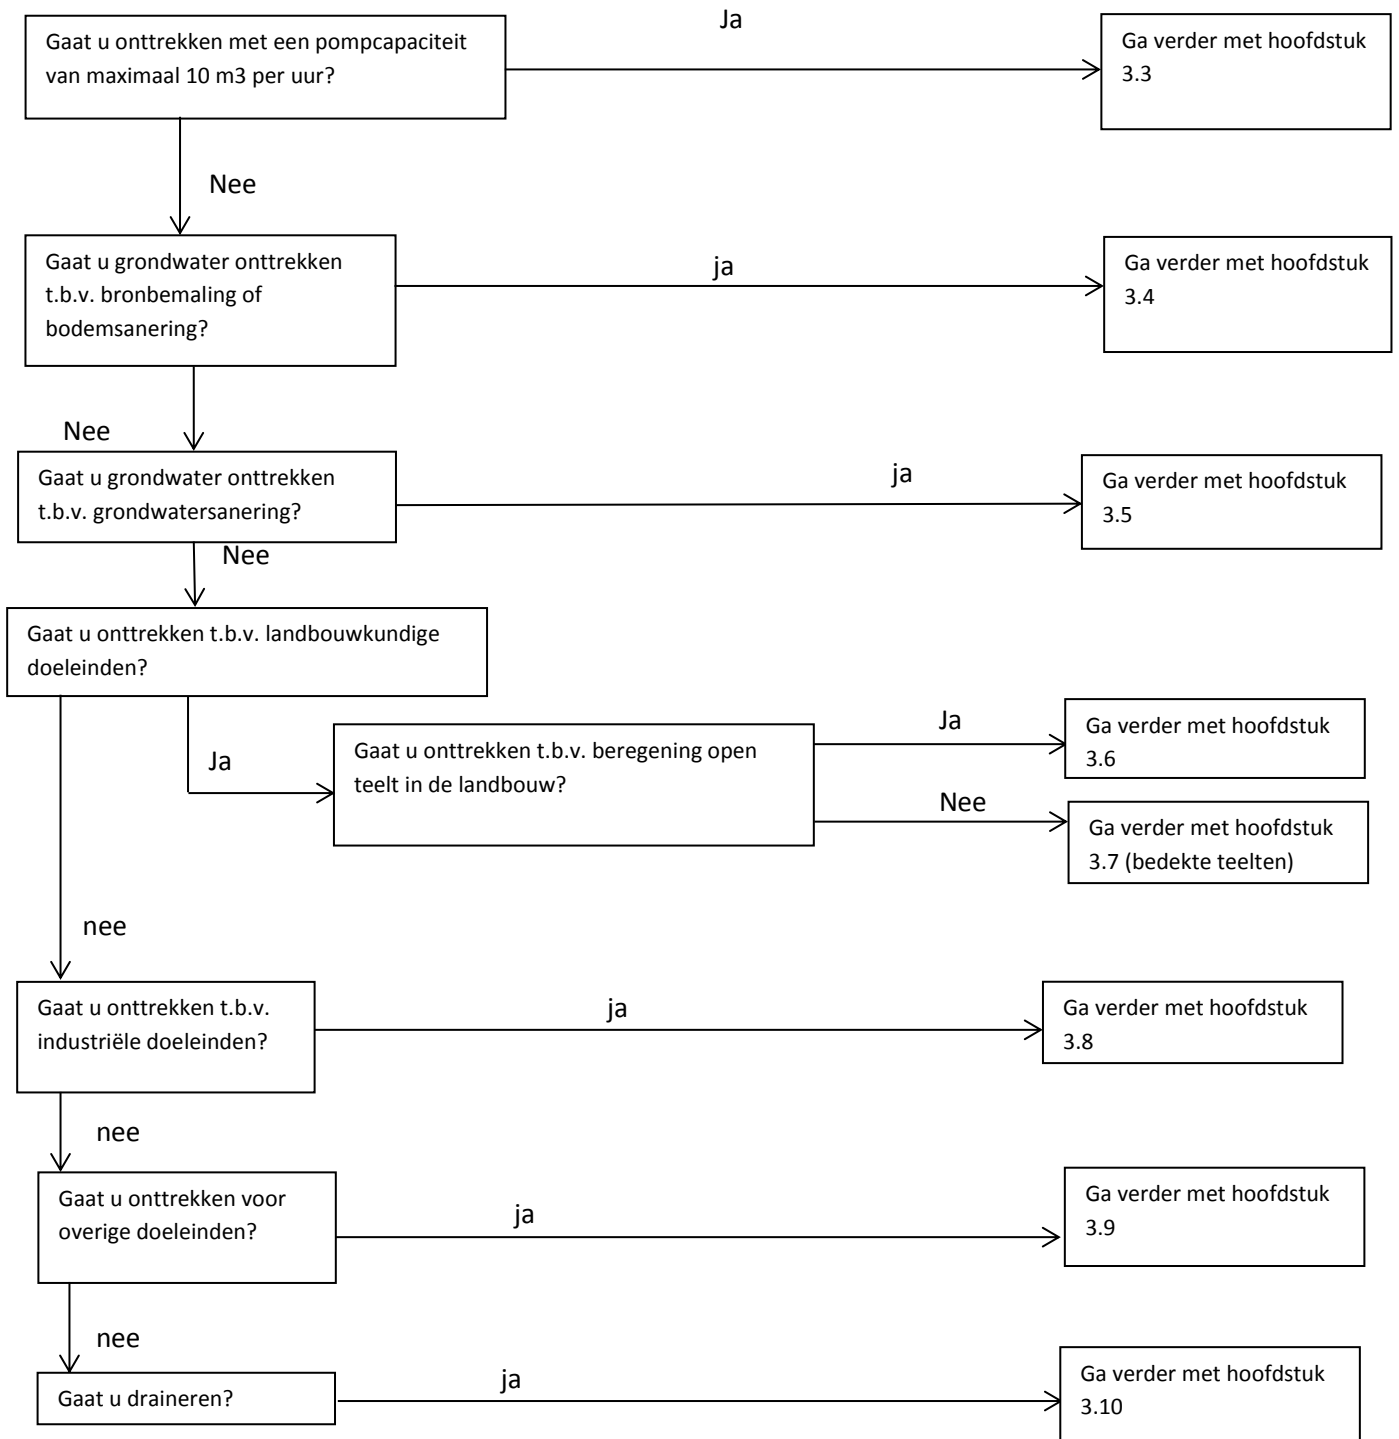 Ja
Gaat u onttrekken met een pompcapaciteit
van maximaal 10 m3 per uur?
Ga verder met hoofdstuk
3.3
Nee
Gaat u grondwater onttrekken
t.b.v. bronbemaling of
bodemsanering?
ja
Ga verder met hoofdstuk
3.4
Nee
Gaat u grondwater onttrekken
t.b.v. grondwatersanering?
ja
Ga verder met hoofdstuk
3.5
Nee
Gaat u onttrekken t.b.v. landbouwkundige
doeleinden?
Ja
Gaat u onttrekken t.b.v. beregening open
teelt in de landbouw?
Ja
Ga verder met hoofdstuk
3.6
Nee
Ga verder met hoofdstuk
3.7 (bedekte teelten)
nee
Gaat u onttrekken t.b.v.
industriële doeleinden?
ja
Ga verder met hoofdstuk
3.8
nee
Gaat u onttrekken voor
overige doeleinden?
ja
Ga verder met hoofdstuk
3.9
nee
Gaat u draineren?
ja
Ga verder met hoofdstuk
3.10